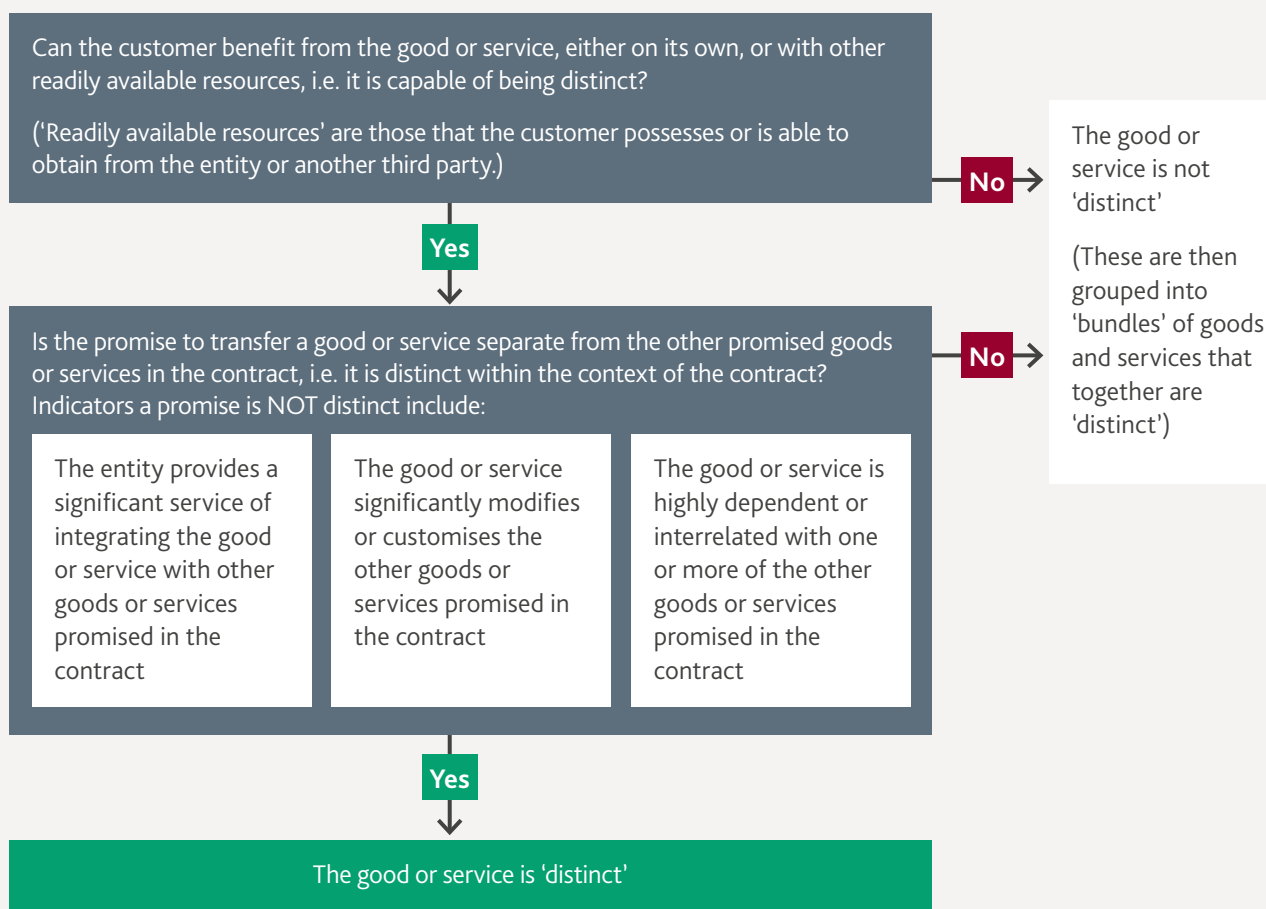 Can the customer benefit from the good or service, either on its own, or with other
readily available resources, i.e. it is capable of being distinct?
(‘Readily available resources’ are those that the customer possesses or is able to
obtain from the entity or another third party.)
No
The good or
service is not
‘distinct’
(These are then
grouped into
‘bundles’ of goods
and services that
together are
‘distinct’)
Yes
Is the promise to transfer a good or service separate from the other promised goods
or services in the contract, i.e. it is distinct within the context of the contract?
Indicators a promise is NOT distinct include:
No
The entity provides a
significant service of
integrating the good
or service with other
goods or services
promised in the
contract
The good or service
significantly modifies
or customises the
other goods or
services promised in
the contract
The good or service is
highly dependent or
interrelated with one
or more of the other
goods or services
promised in the
contract
Yes
The good or service is ‘distinct’